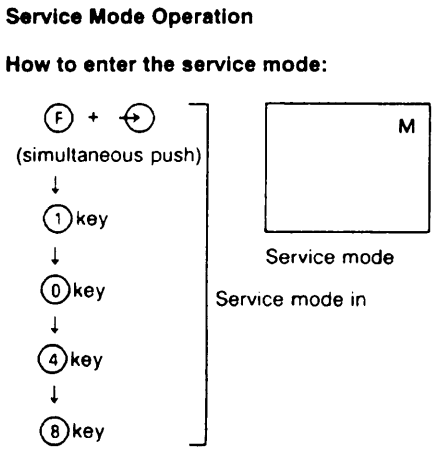 Service Mode Operation
How to enter the service mode:
F +
(simultaneous push)
↓
1 key
↓
0 key
↓
4 key
↓
8 key
Service mode in
M
Service mode